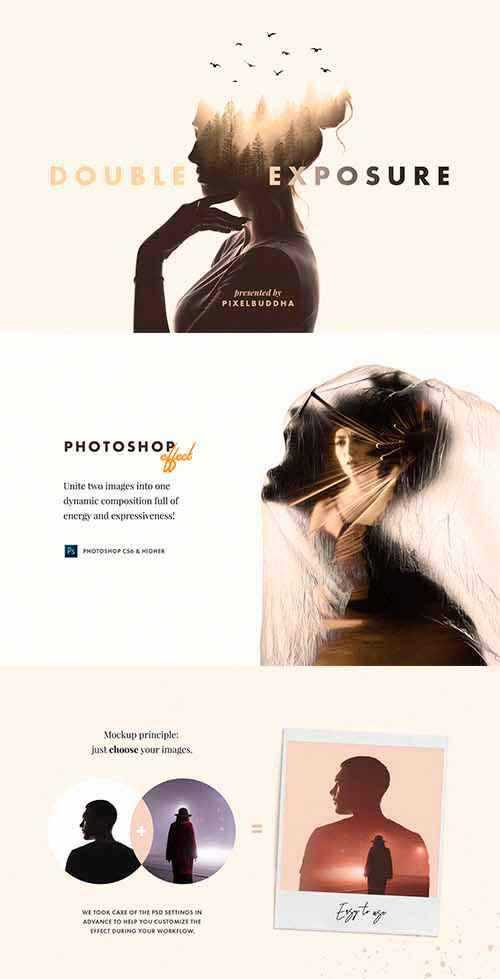 DOUBLE EXPOSURE
presented by
PIXELBUDDHA
PHOTOSHOP
effect
Unite two images into one
dynamic composition full of
energy and expressiveness!
Ps PHOTOSHOP CS6 & HIGHER
Mockup principle:
just choose your images.
+
=
Easy to use
WE TOOK CARE OF THE PSD SETTINGS IN
ADVANCE TO HELP YOU CUSTOMIZE THE
EFFECT DURING YOUR WORKFLOW.